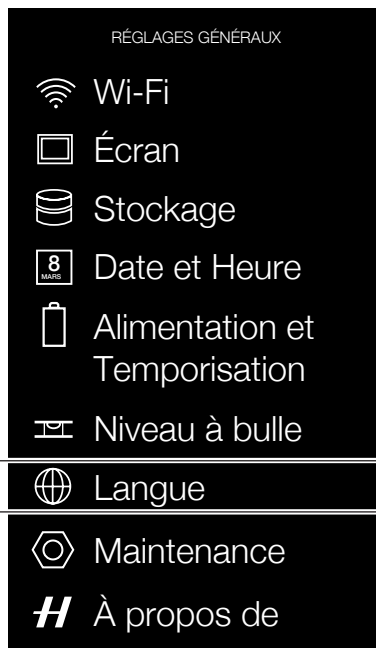 RÉGLAGES GÉNÉRAUX
Wi-Fi
Écran
Stockage
8
MARS
Date et Heure
Alimentation et
Temporisation
Niveau à bulle
Langue
Maintenance
À propos de